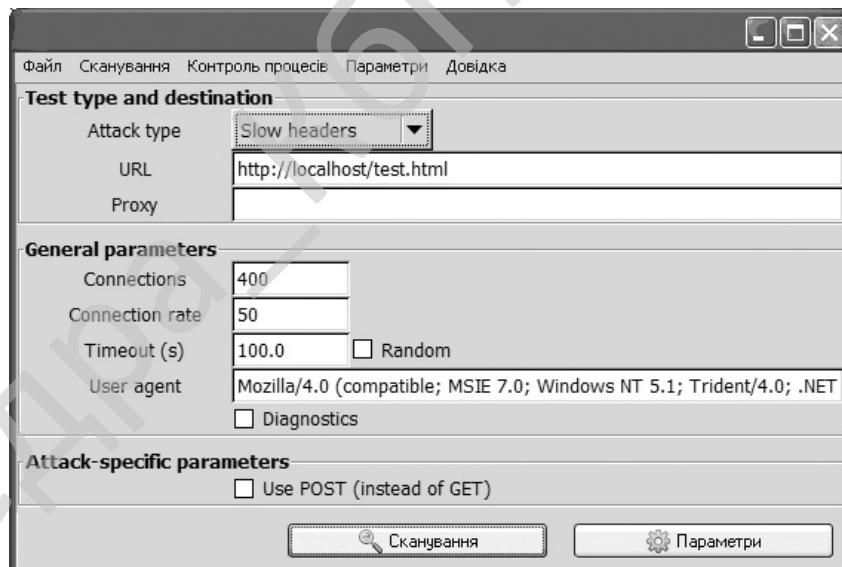 Файл Сканування Контроль процесів Параметри Довідка
Test type and destination
Attack type Slow headers
URL http://localhost/test.html
Proxy
General parameters
Connections 400
Connection rate 50
Timeout (s) 100.0 Random
User agent Mozilla/4.0 (compatible; MSIE 7.0; Windows NT 5.1; Trident/4.0; .NET
Diagnostics
Attack-specific parameters
Use POST (instead of GET)
Сканування Параметри